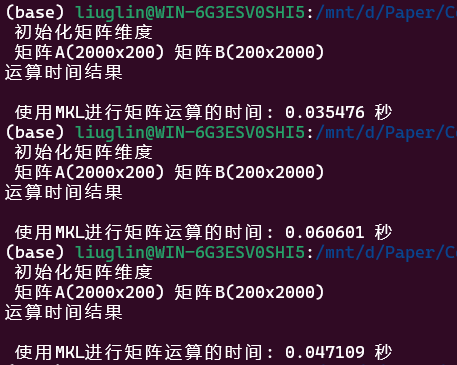 (base) liuglin@WIN-6G3ESV0SHI5:/mnt/d/Paper/C
初始化矩阵维度
矩阵A(2000x200) 矩阵B(200x2000)
运算时间结果
使用MKL进行矩阵运算的时间: 0.035476 秒
(base) liuglin@WIN-6G3ESV0SHI5:/mnt/d/Paper/C
初始化矩阵维度
矩阵A(2000x200) 矩阵B(200x2000)
运算时间结果
使用MKL进行矩阵运算的时间: 0.060601 秒
(base) liuglin@WIN-6G3ESV0SHI5:/mnt/d/Paper/C
初始化矩阵维度
矩阵A(2000x200) 矩阵B(200x2000)
运算时间结果
使用MKL进行矩阵运算的时间: 0.047109 秒